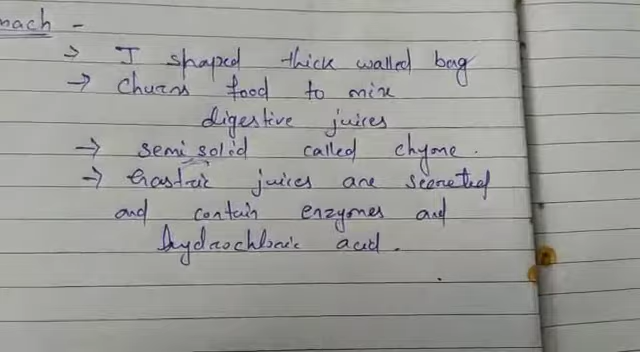 mach -
→ J shaped thick walled bag
→ Churns food to mix
digestive juices
→ semi solid called chyme.
→ Gastric juices are secreted
and contain enzymes and
hydrochloric acid.